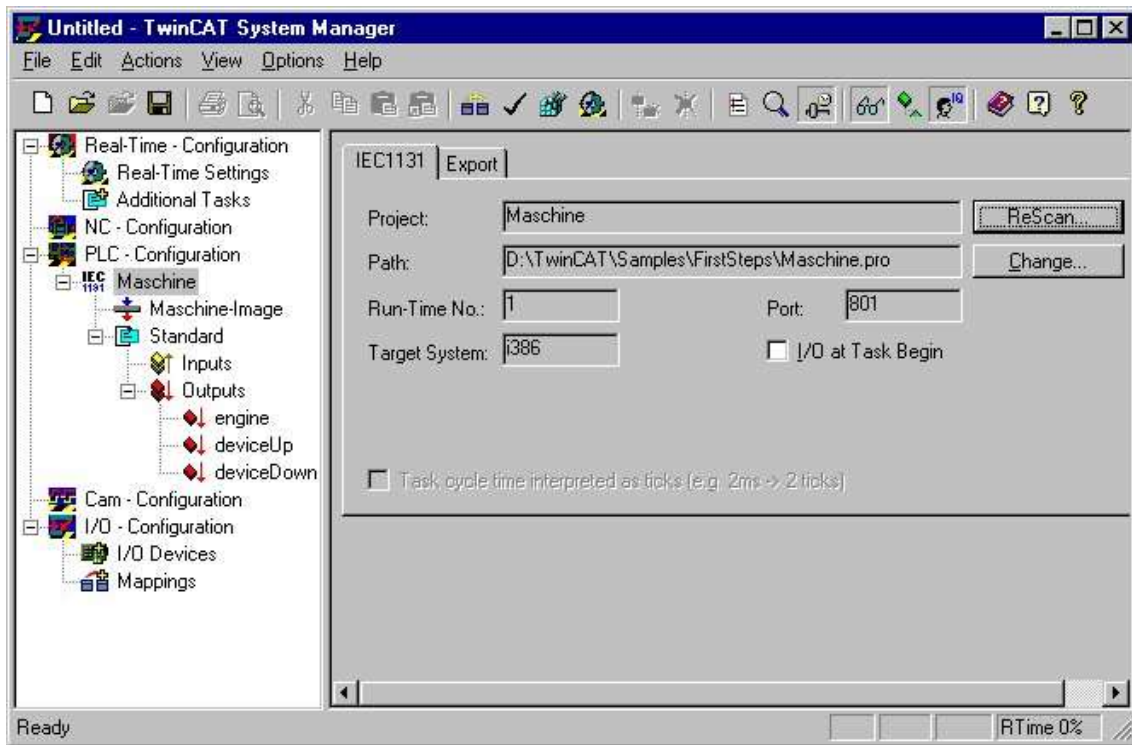 Untitled - TwinCAT System Manager
File Edit Actions View Options Help
Real-Time - Configuration
Real-Time Settings
Additional Tasks
NC - Configuration
PLC - Configuration
IEC 1131 Maschine
Maschine-Image
Standard
Inputs
Outputs
engine
deviceUp
deviceDown
Cam - Configuration
I/O - Configuration
I/O Devices
Mappings
IEC1131 Export
Project: Maschine ReScan...
Path: D:\TwinCAT\Samples\FirstSteps\Maschine.pro Change...
Run-Time No.: 1 Port: 801
Target System: i386 I/O at Task Begin
Task cycle time interpreted as ticks (e.g. 2ms -> 2 ticks)
Ready RTime 0%